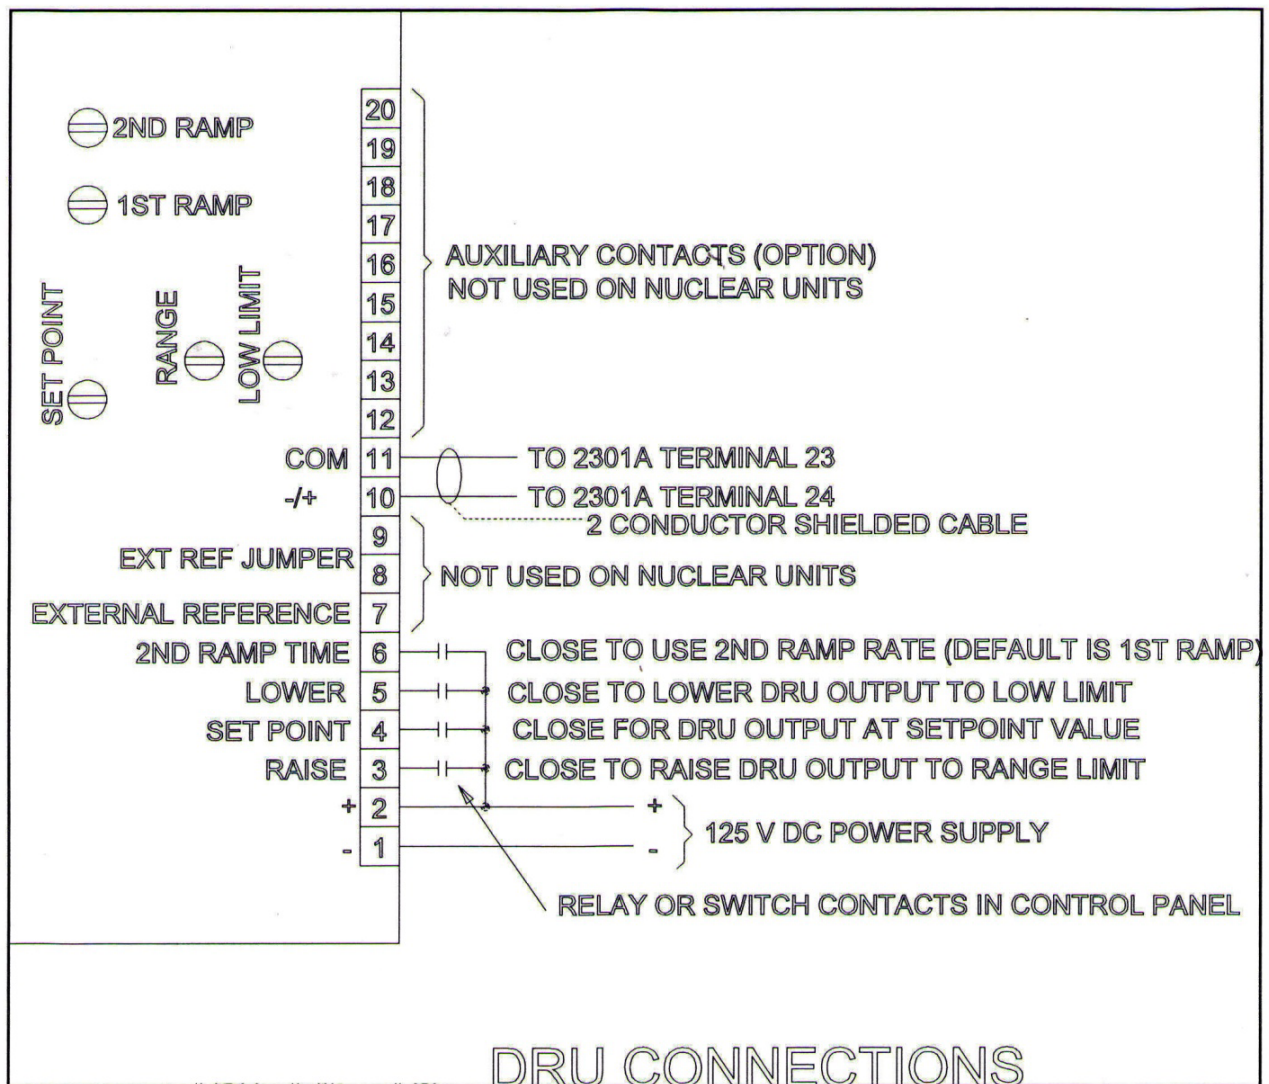 20
2ND RAMP
19
18
1ST RAMP
17
16
AUXILIARY CONTACTS (OPTION)
NOT USED ON NUCLEAR UNITS
15
14
SET POINT
RANGE
LOW LIMIT
13
12
COM 11 TO 2301A TERMINAL 23
-/+ 10 TO 2301A TERMINAL 24
2 CONDUCTOR SHIELDED CABLE
9
EXT REF JUMPER
8 NOT USED ON NUCLEAR UNITS
EXTERNAL REFERENCE 7
2ND RAMP TIME 6 CLOSE TO USE 2ND RAMP RATE (DEFAULT IS 1ST RAMP)
LOWER 5 CLOSE TO LOWER DRU OUTPUT TO LOW LIMIT
SET POINT 4 CLOSE FOR DRU OUTPUT AT SETPOINT VALUE
RAISE 3 CLOSE TO RAISE DRU OUTPUT TO RANGE LIMIT
+ 2 +
125 V DC POWER SUPPLY
- 1 -
RELAY OR SWITCH CONTACTS IN CONTROL PANEL
DRU CONNECTIONS